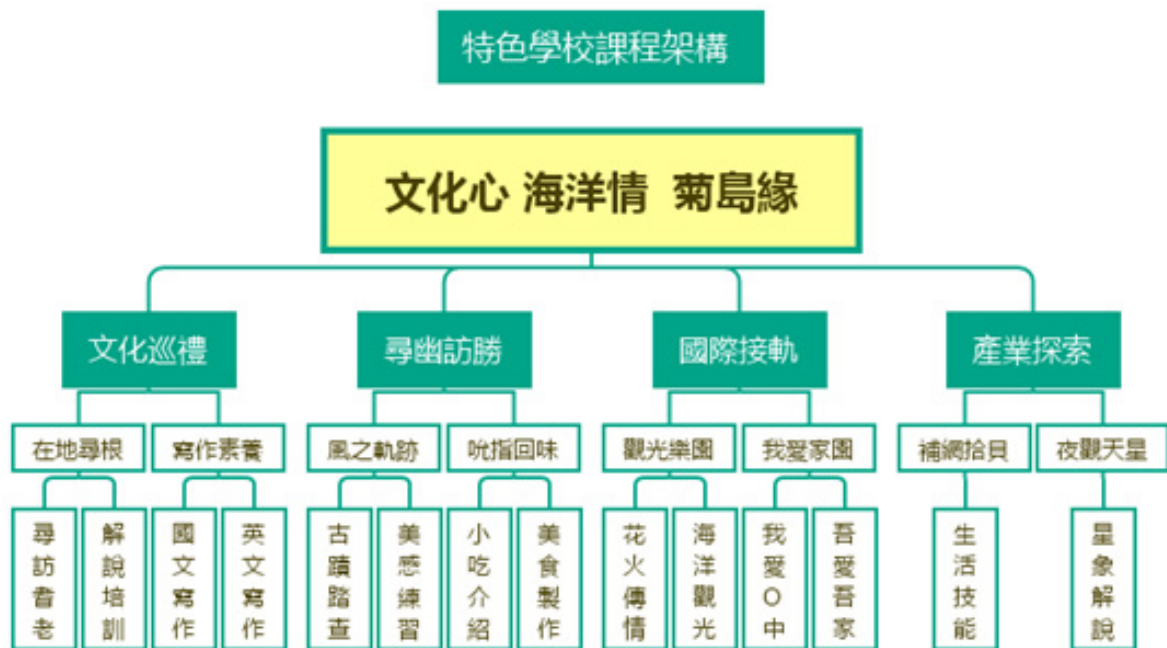 特色學校課程架構
文化心 海洋情 菊島緣
文化巡禮
尋幽訪勝
國際接軌
產業探索
在地尋根
寫作素養
風之軌跡
吮指回味
觀光樂園
我愛家園
補網拾貝
夜觀天星
尋訪耆老
解說培訓
國文寫作
英文寫作
古蹟踏查
美感練習
小吃介紹
美食製作
花火傳情
海洋觀光
我愛O中
吾愛吾家
生活技能
星象解說